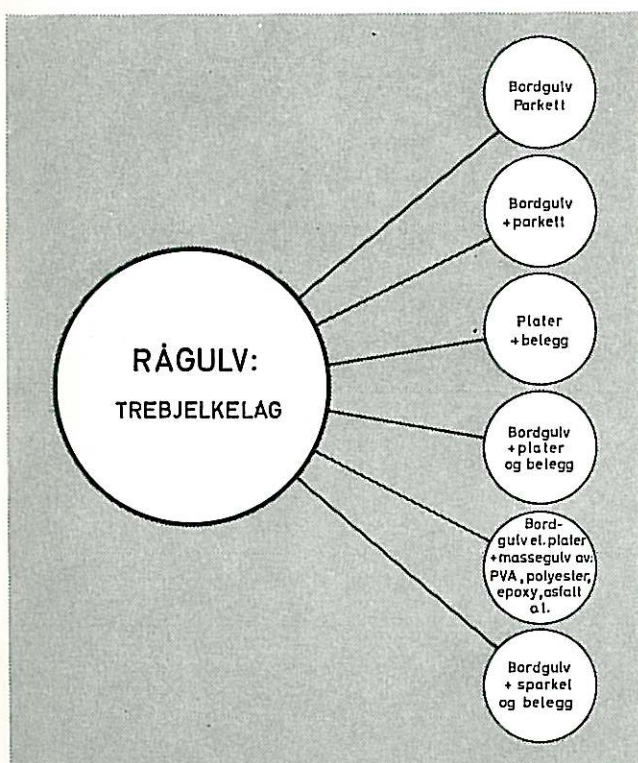 RÅGULV:
TREBJELKELAG
Bordgulv
Parkett
Bordgulv
+parkett
Plater
+belegg
Bordgulv
+plater
og belegg
Bord-
gulv el. plater
+massegulv av:
PVA, polyester,
epoxy, asfalt
o.l.
Bordgulv
+ sparkel
og belegg